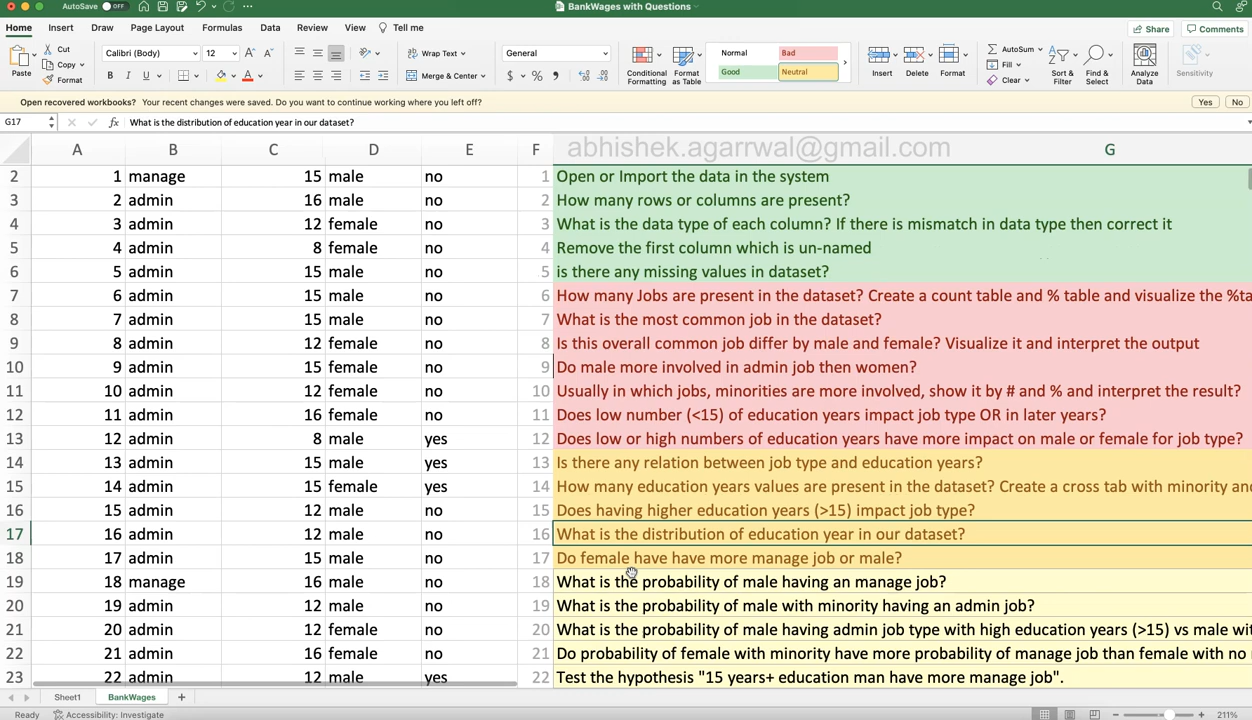 AutoSave OFF BankWages with Questions
Home Insert Draw Page Layout Formulas Data Review View Tell me Share Comments
Paste Cut Copy Format Calibri (Body) 12 A A Wrap Text General Normal Bad AutoSum
B I U A Merge & Center $ % Good Neutral Conditional Formatting Format as Table Insert Delete Format Fill Clear Sort & Filter Find & Select Analyze Data Sensitivity
Open recovered workbooks? Your recent changes were saved. Do you want to continue working where you left off? Yes No
G17 fx What is the distribution of education year in our dataset?
abhishek.agarrwal@gmail.com
A B C D E F G
2 1 manage 15 male no 1 Open or Import the data in the system
3 2 admin 16 male no 2 How many rows or columns are present?
4 3 admin 12 female no 3 What is the data type of each column? If there is mismatch in data type then correct it
5 4 admin 8 female no 4 Remove the first column which is un-named
6 5 admin 15 male no 5 is there any missing values in dataset?
7 6 admin 15 male no 6 How many Jobs are present in the dataset? Create a count table and % table and visualize the %ta
8 7 admin 15 male no 7 What is the most common job in the dataset?
9 8 admin 12 female no 8 Is this overall common job differ by male and female? Visualize it and interpret the output
10 9 admin 15 male no 9 Do male more involved in admin job then women?
11 10 admin 12 female no 10 Usually in which jobs, minorities are more involved, show it by # and % and interpret the result?
12 11 admin 16 female no 11 Does low number (<15) of education years impact job type OR in later years?
13 12 admin 8 male yes 12 Does low or high numbers of education years have more impact on male or female for job type?
14 13 admin 15 male yes 13 Is there any relation between job type and education years?
15 14 admin 15 female yes 14 How many education years values are present in the dataset? Create a cross tab with minority and
16 15 admin 12 male no 15 Does having higher education years (>15) impact job type?
17 16 admin 12 male no 16 What is the distribution of education year in our dataset?
18 17 admin 15 male no 17 Do female have have more manage job or male?
19 18 manage 16 male no 18 What is the probability of male having an manage job?
20 19 admin 12 male no 19 What is the probability of male with minority having an admin job?
21 20 admin 12 female no 20 What is the probability of male having admin job type with high education years (>15) vs male wit
22 21 admin 16 female no 21 Do probability of female with minority have more probability of manage job than female with no
23 22 admin 12 male yes 22 Test the hypothesis "15 years+ education man have more manage job".
Sheet1 BankWages +
Ready Accessibility: Investigate 211%